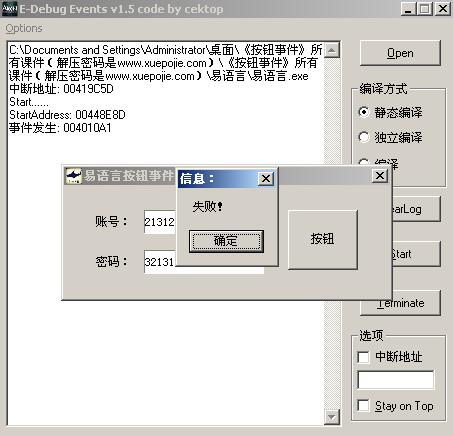 E-Debug Events v1.5 code by cektop
Options
C:\Documents and Settings\Administrator\桌面\《按钮事件》所
有课件（解压密码是www.xuepojie.com）\《按钮事件》所有
课件（解压密码是www.xuepojie.com）\易语言\易语言.exe
中断地址: 00419C5D
Start......
StartAddress: 00448E8D
事件发生: 004010A1
Open
编译方式
静态编译
独立编译
编译
earLog
Start
Terminate
选项
中断地址
Stay on Top
易语言按钮事件
账号：
21312
密码：
32131
按钮
信息：
失败!
确定